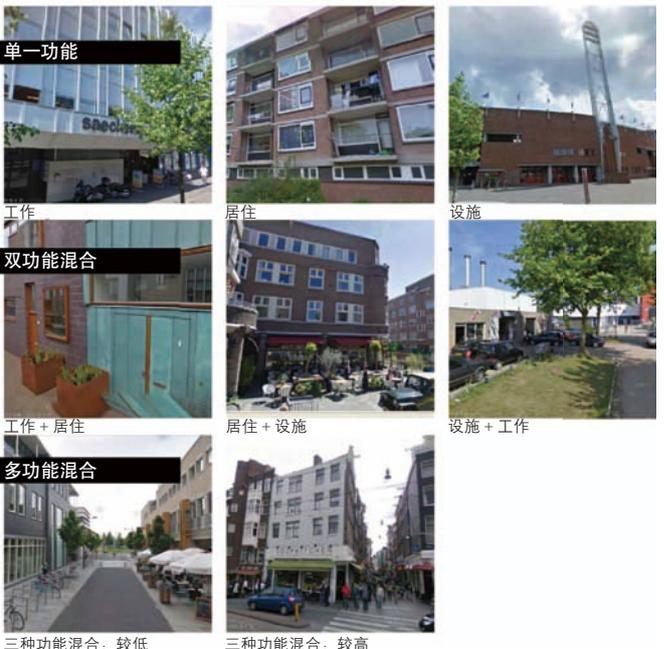 单一功能
saeckers
工作
居住
设施
双功能混合
工作 + 居住
居住 + 设施
设施 + 工作
多功能混合
三种功能混合，较低
三种功能混合，较高